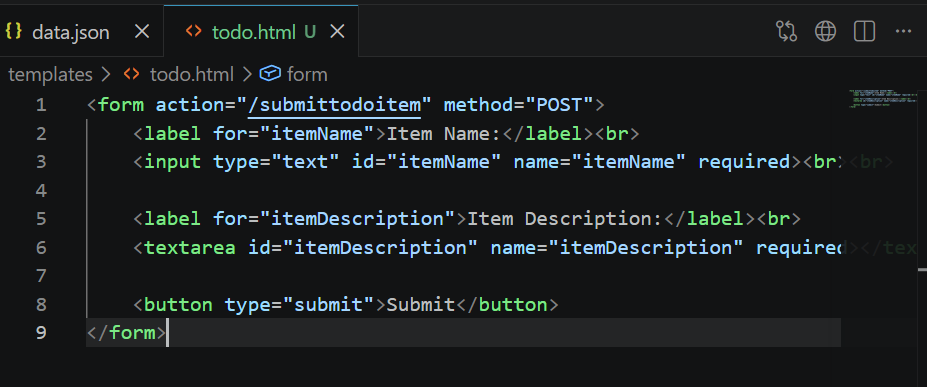 data.json
todo.html U
templates > todo.html > form
1 <form action="/submittodoitem" method="POST">
2 <label for="itemName">Item Name:</label><br>
3 <input type="text" id="itemName" name="itemName" required><br><br>
4
5 <label for="itemDescription">Item Description:</label><br>
6 <textarea id="itemDescription" name="itemDescription" required></tex
7
8 <button type="submit">Submit</button>
9 </form>